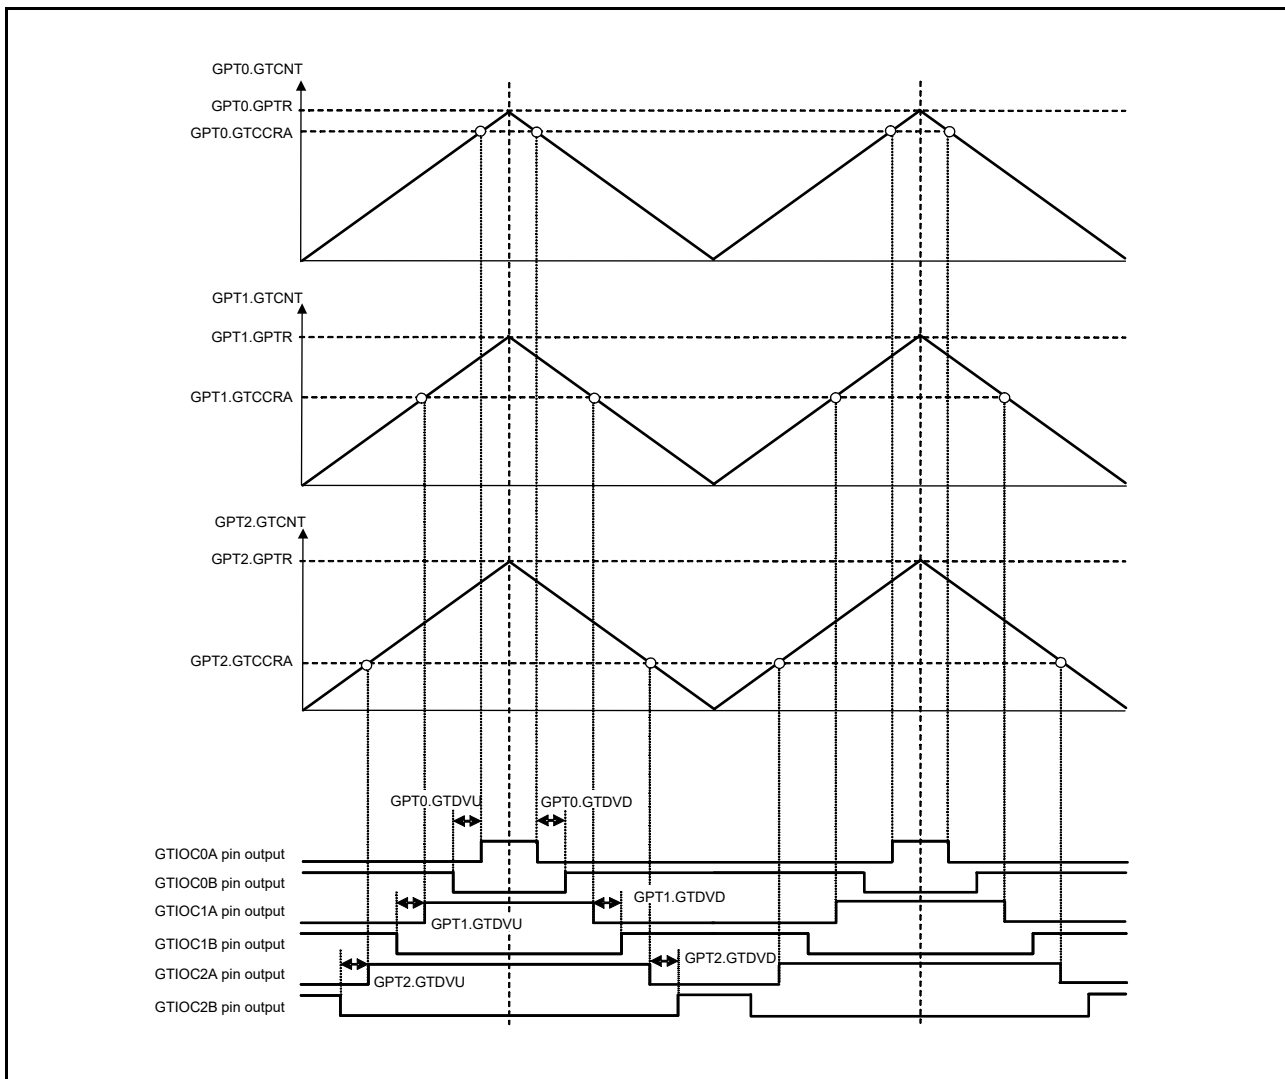 GPT0.GTCNT
GPT0.GPTR
GPT0.GTCCRA
GPT1.GTCNT
GPT1.GPTR
GPT1.GTCCRA
GPT2.GTCNT
GPT2.GPTR
GPT2.GTCCRA
GPT0.GTDVU
GPT0.GTDVD
GTIOC0A pin output
GTIOC0B pin output
GPT1.GTDVD
GTIOC1A pin output
GPT1.GTDVU
GTIOC1B pin output
GPT2.GTDVD
GTIOC2A pin output
GPT2.GTDVU
GTIOC2B pin output